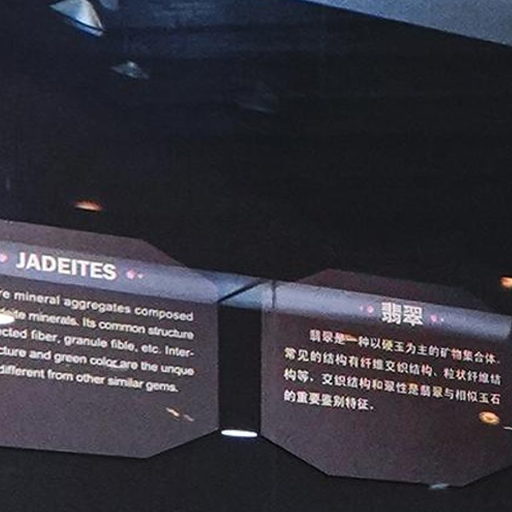 JADEITES
re mineral aggregates composed
ite minerals. Its common structure
cted fiber, granule fible, etc. Inter-
cture and green color are the unque
different from other similar gems.
翡翠
翡翠是一种以硬玉为主的矿物集合体.
常见的结构有纤维交织结构、粒状纤维结
构等。交织结构和翠性是翡翠与相似玉石
的重要鉴别特征。